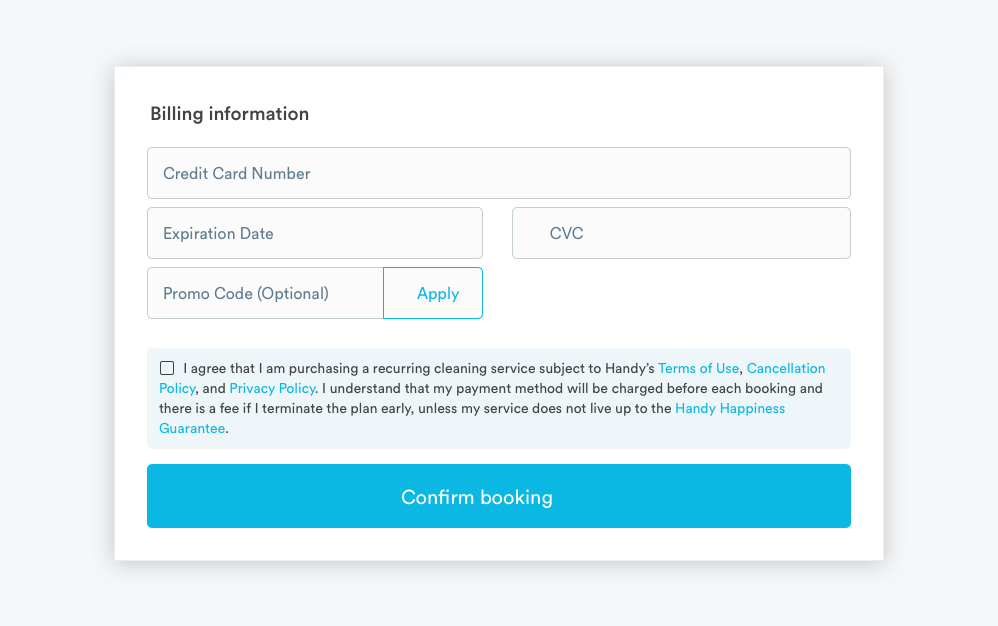 Billing information
Credit Card Number
Expiration Date
CVC
Promo Code (Optional)
Apply
I agree that I am purchasing a recurring cleaning service subject to Handy’s Terms of Use, Cancellation
Policy, and Privacy Policy. I understand that my payment method will be charged before each booking and
there is a fee if I terminate the plan early, unless my service does not live up to the Handy Happiness
Guarantee.
Confirm booking